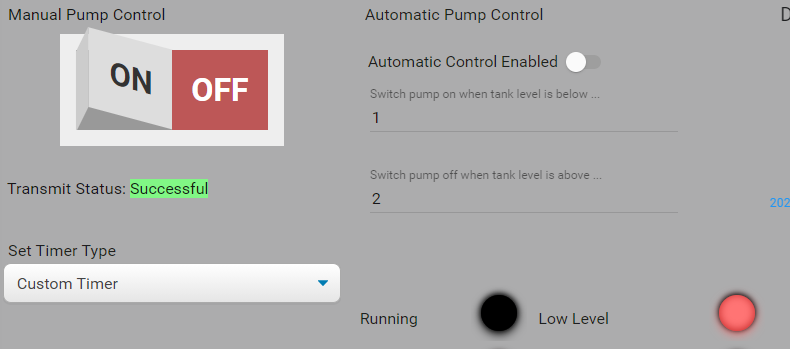 Manual Pump Control
ON
OFF
Transmit Status: Successful
Set Timer Type
Custom Timer
Automatic Pump Control
Automatic Control Enabled
Switch pump on when tank level is below ...
1
Switch pump off when tank level is above ...
2
Running
Low Level
D
202